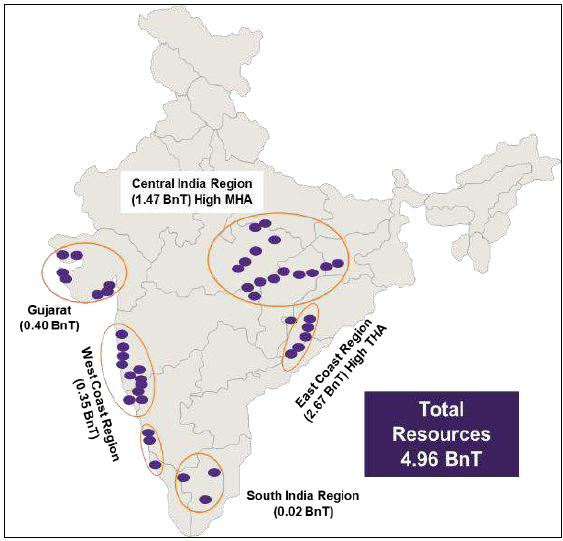 Central India Region
(1.47 BnT) High MHA
Gujarat
(0.40 BnT)
West Coast Region
(0.35 BnT)
East Coast Region
(2.67 BnT) High THA
Total
Resources
4.96 BnT
South India Region
(0.02 BnT)